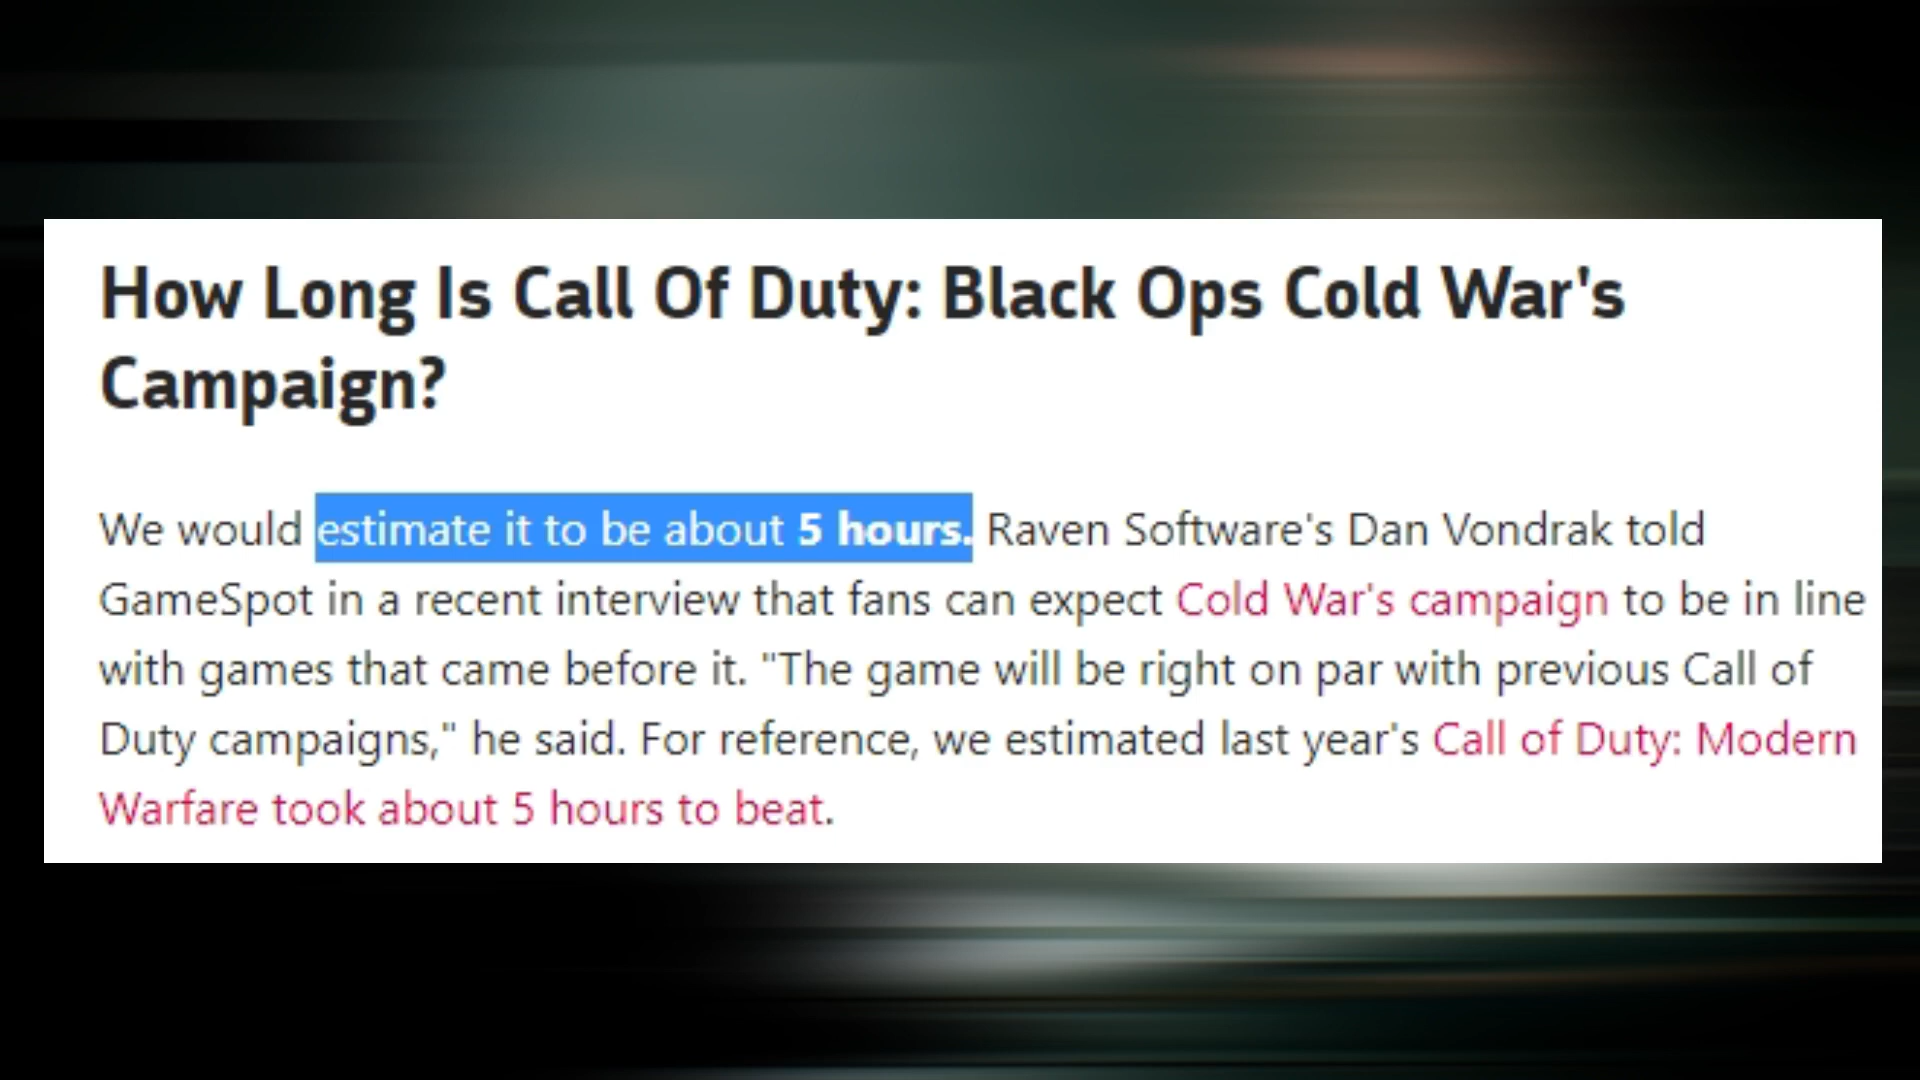 How Long Is Call Of Duty: Black Ops Cold War's
Campaign?
We would estimate it to be about 5 hours. Raven Software's Dan Vondrak told
GameSpot in a recent interview that fans can expect Cold War's campaign to be in line
with games that came before it. "The game will be right on par with previous Call of
Duty campaigns," he said. For reference, we estimated last year's Call of Duty: Modern
Warfare took about 5 hours to beat.